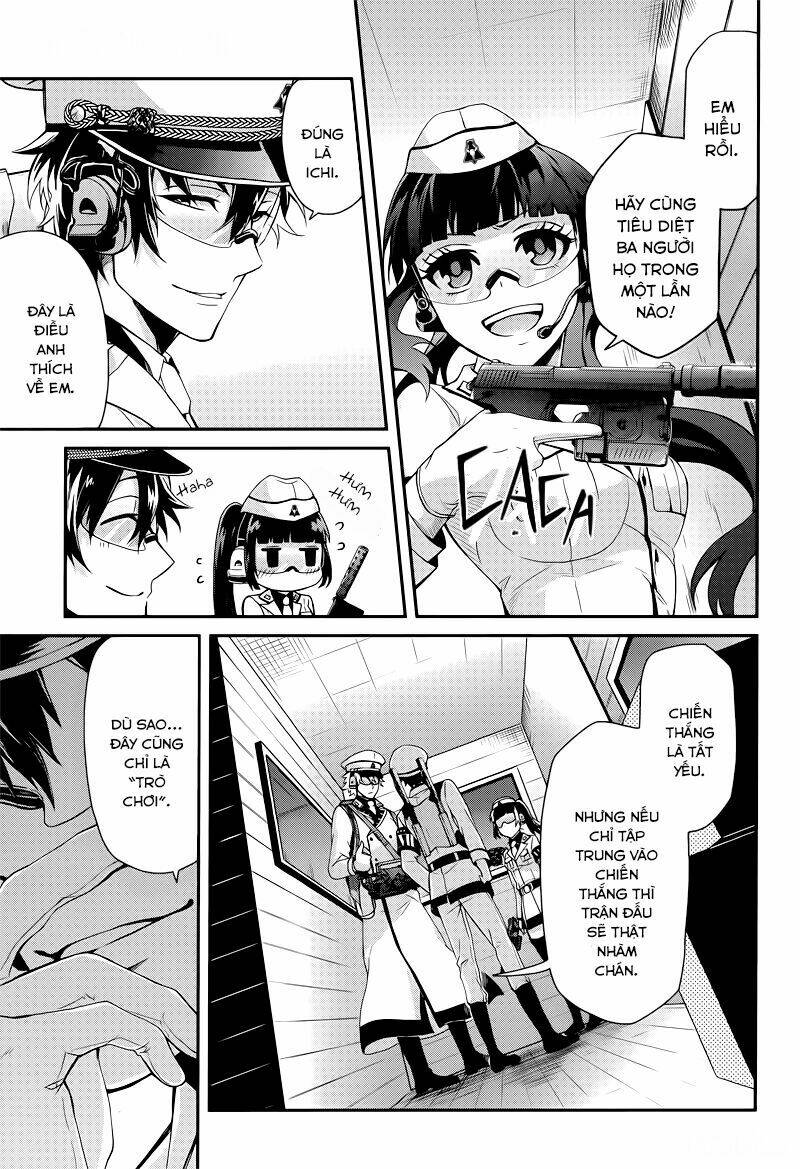 EM
HIỂU
RỒI.
HÃY CÙNG
TIÊU DIỆT
BA NGƯỜI
HỌ TRONG
MỘT LẦN
NÀO!
CACA
ĐÚNG
LÀ
ICHI.
ĐÂY LÀ
ĐIỀU
ANH
THÍCH
VỀ EM.
Hưm
Hưm
Haha
CHIẾN
THẮNG
LÀ TẤT
YẾU.
NHƯNG NẾU
CHỈ TẬP
TRUNG VÀO
CHIẾN
THẮNG THÌ
TRẬN ĐẤU
SẼ THẬT
NHÀM
CHÁN.
DÙ SAO...
ĐÂY CŨNG
CHỈ LÀ
“TRÒ
CHƠI”.